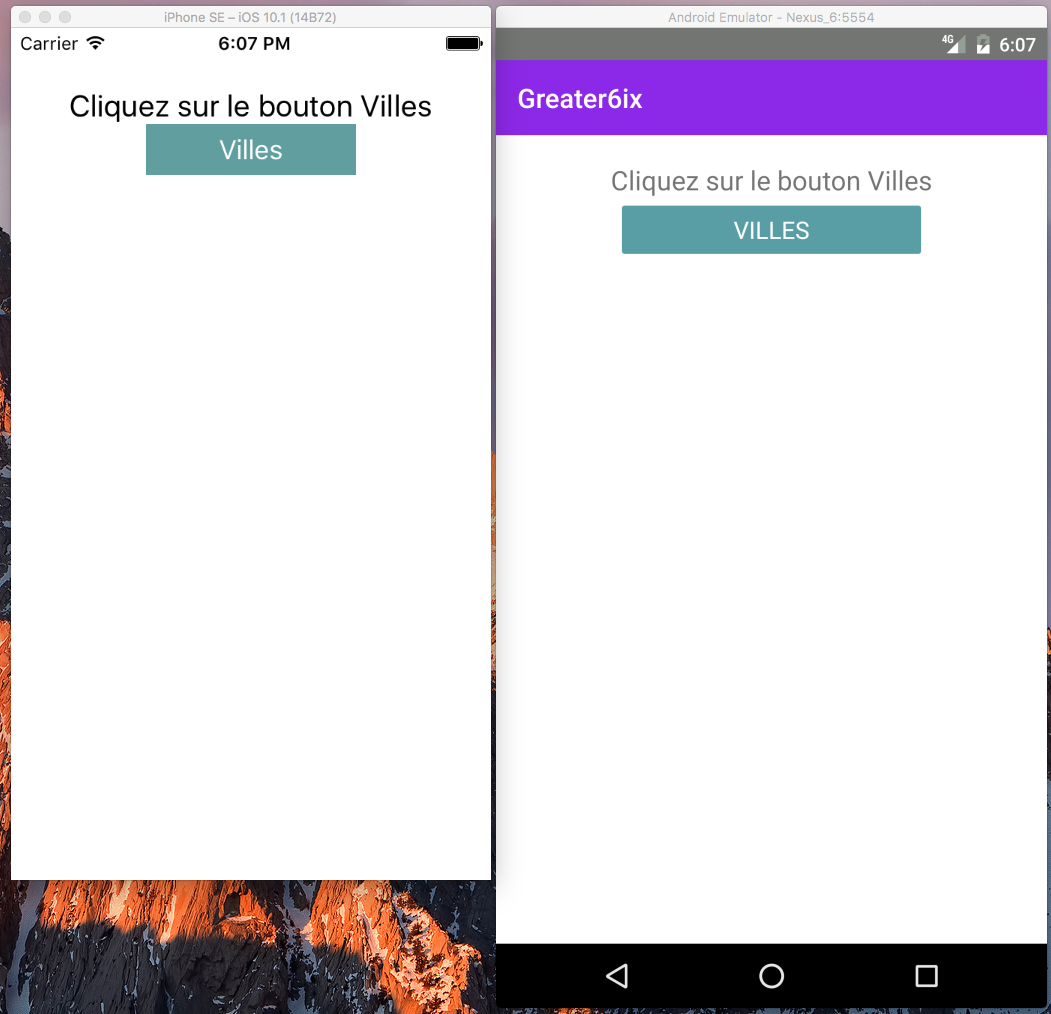 iPhone SE – iOS 10.1 (14B72)
Carrier 6:07 PM
Cliquez sur le bouton Villes
Villes
Android Emulator - Nexus_6:5554
4G 6:07
Greater6ix
Cliquez sur le bouton Villes
VILLES